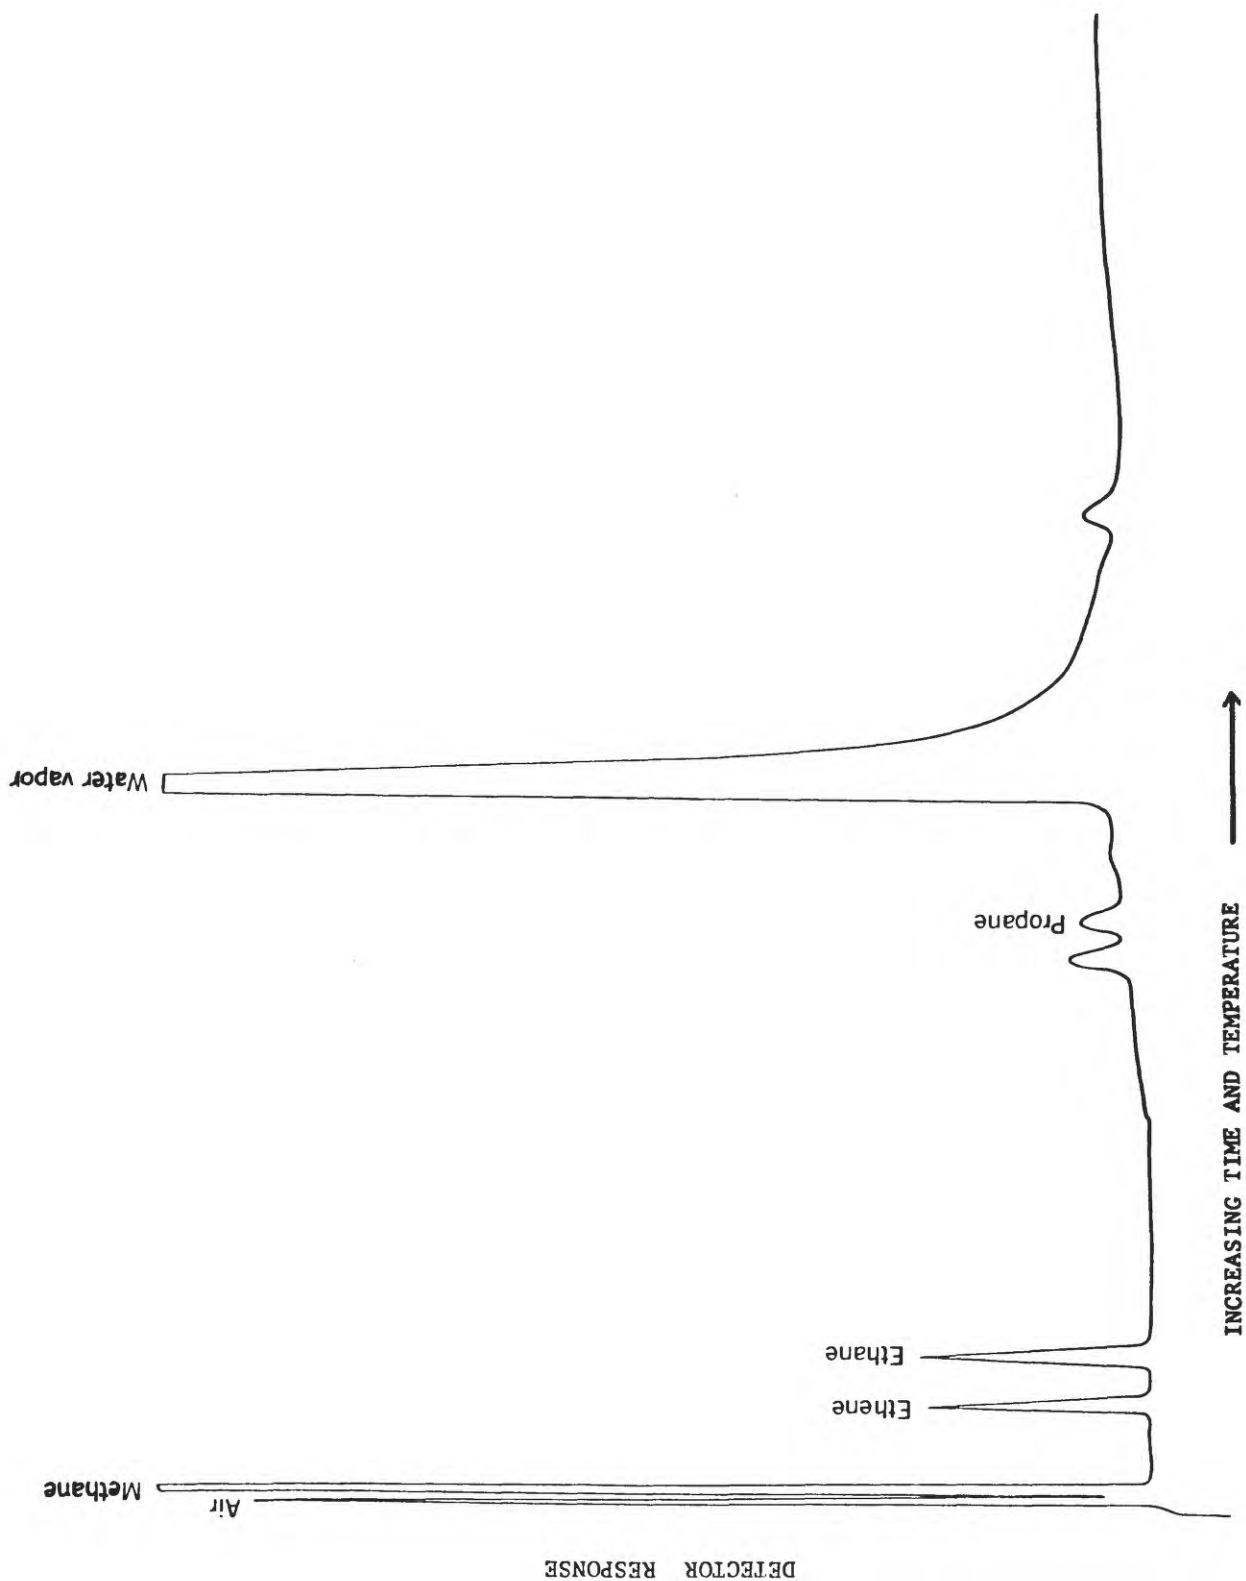 DETECTOR RESPONSE
Air
Methane
Ethene
Ethane
Propane
Water vapor
INCREASING TIME AND TEMPERATURE